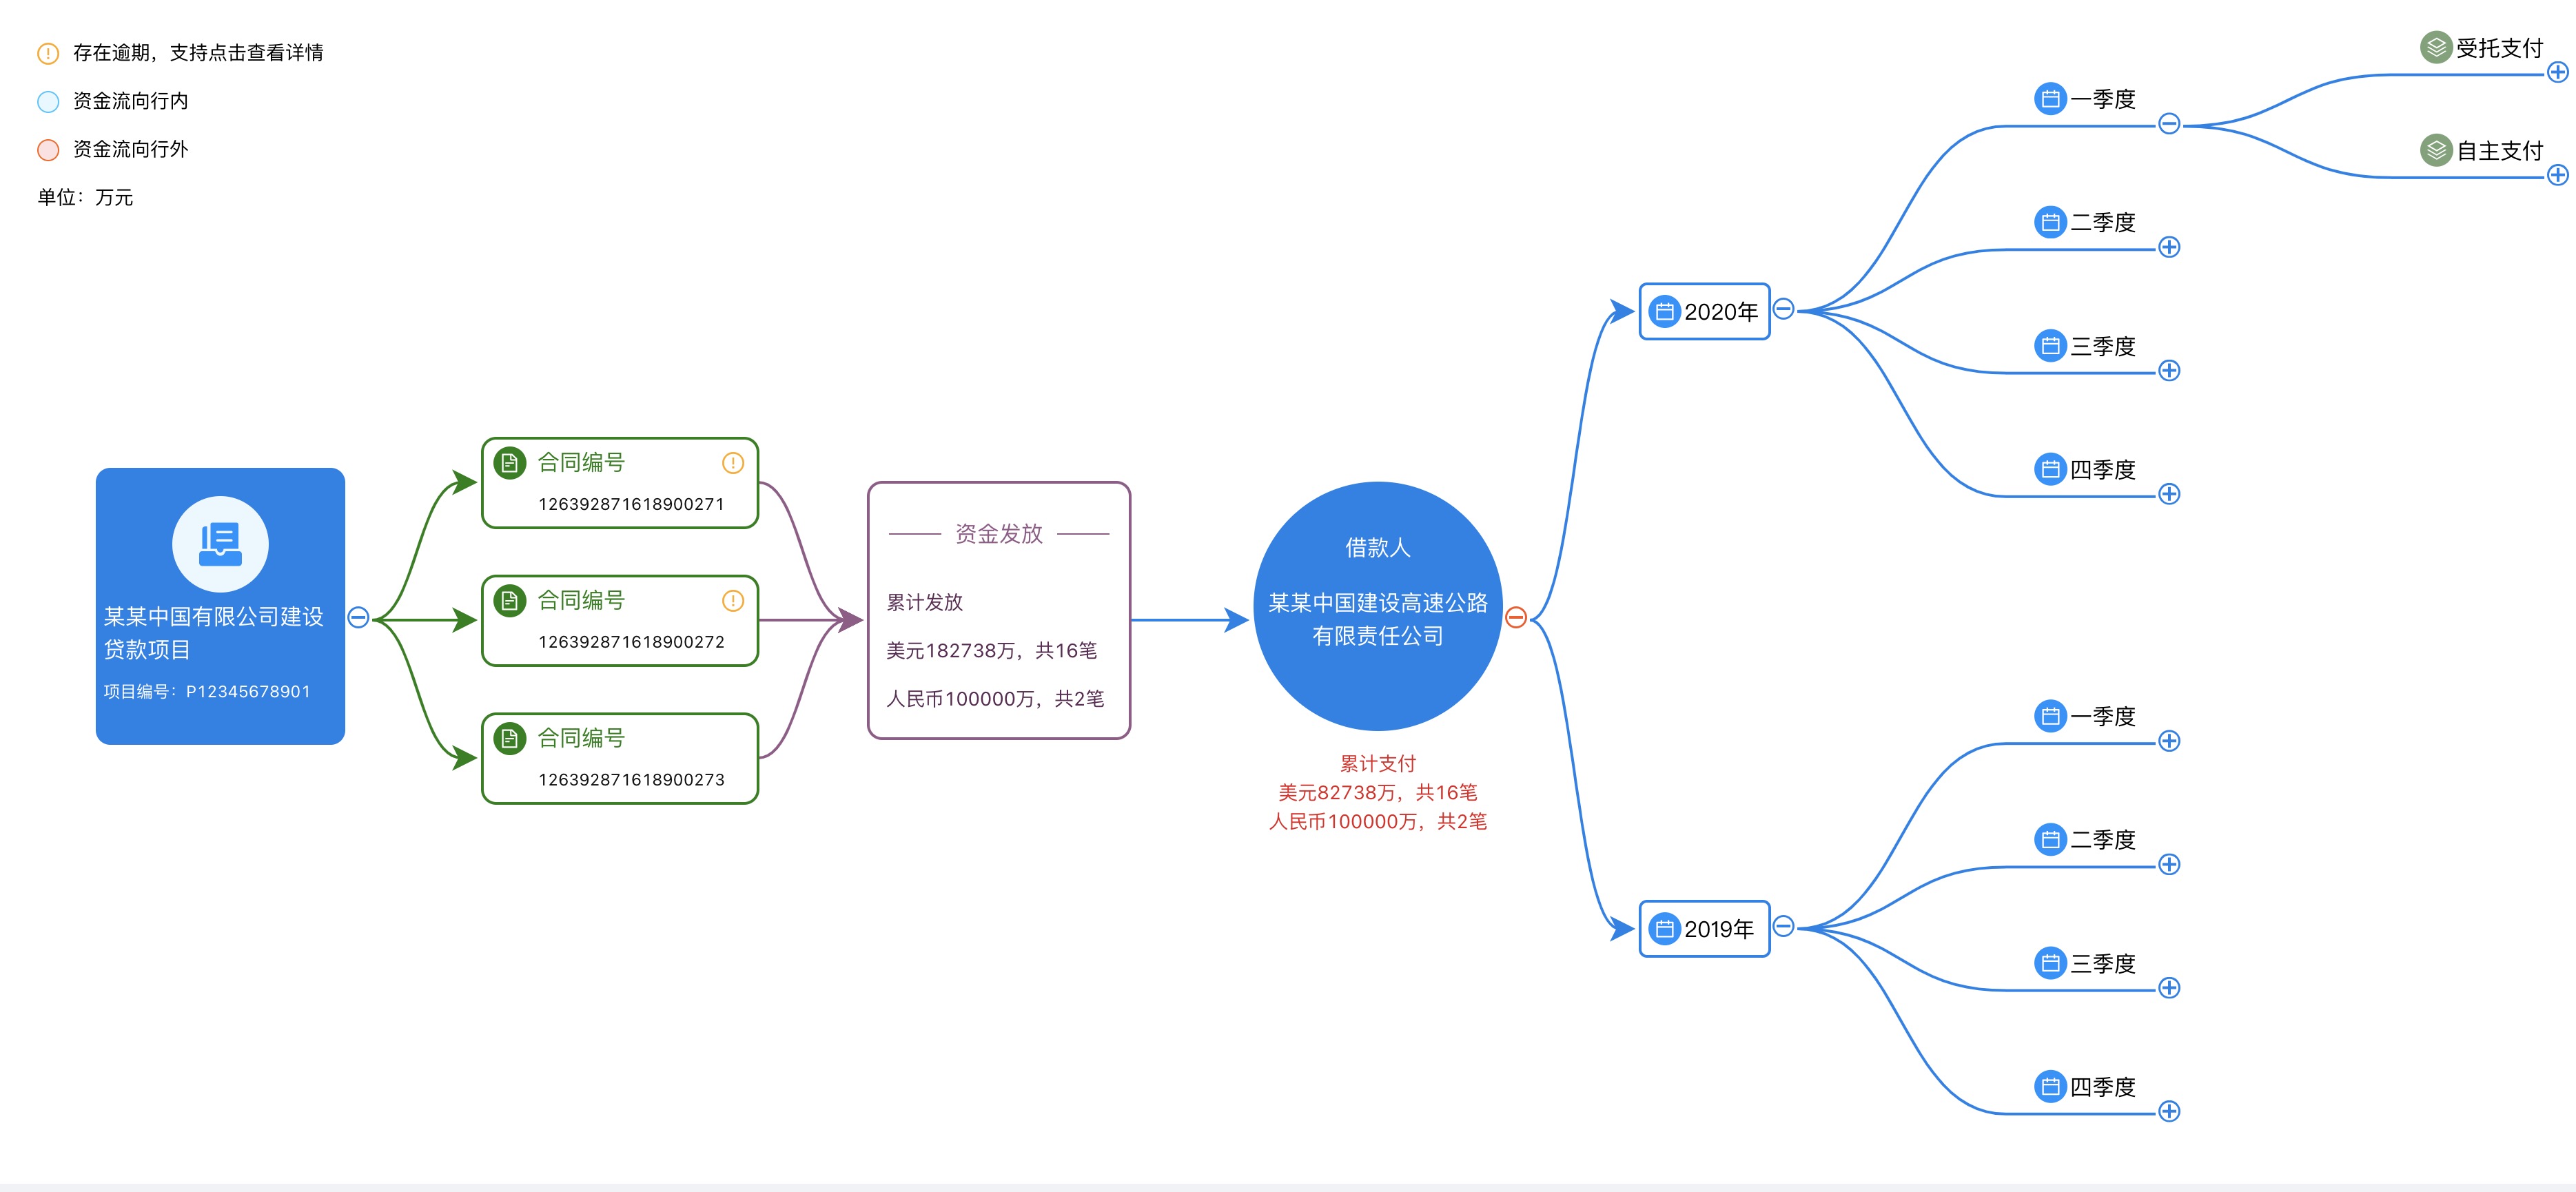 存在逾期，支持点击查看详情
资金流向行内
资金流向行外
单位：万元
某某中国有限公司建设
贷款项目
项目编号：P12345678901
合同编号
126392871618900271
合同编号
126392871618900272
合同编号
126392871618900273
资金发放
累计发放
美元182738万，共16笔
人民币100000万，共2笔
借款人
某某中国建设高速公路
有限责任公司
累计支付
美元82738万，共16笔
人民币100000万，共2笔
2020年
一季度
受托支付
自主支付
二季度
三季度
四季度
2019年
一季度
二季度
三季度
四季度